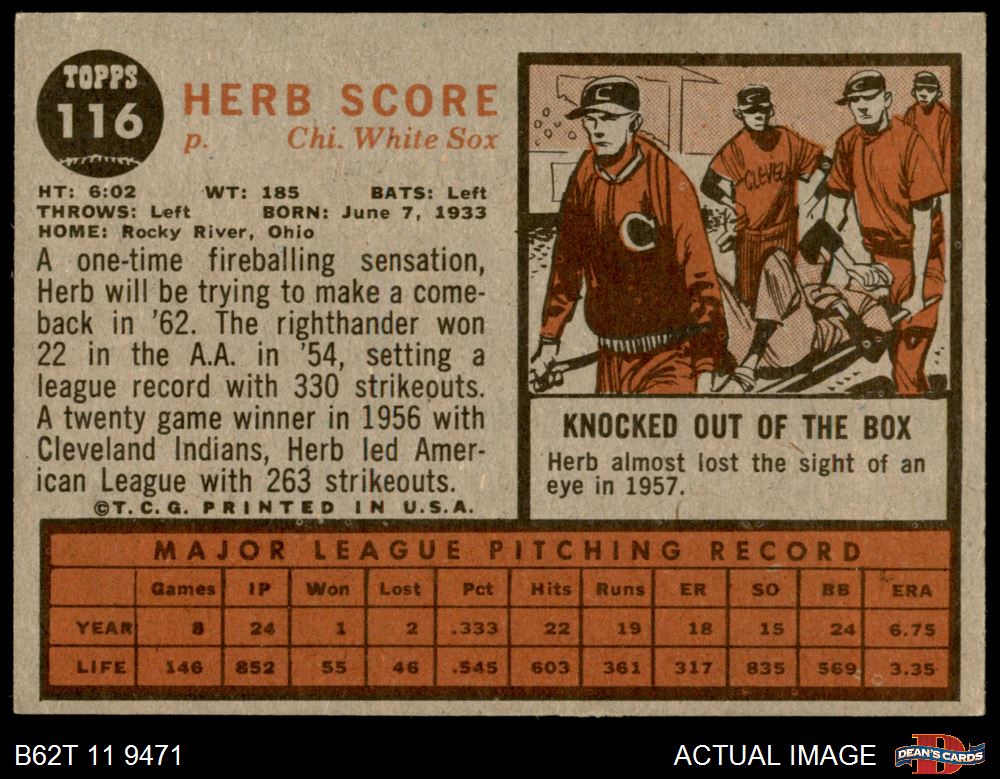 TOPPS
116
HERB SCORE
p. Chi. White Sox
HT: 6:02 WT: 185 BATS: Left
THROWS: Left BORN: June 7, 1933
HOME: Rocky River, Ohio
A one-time fireballing sensation,
Herb will be trying to make a come-
back in '62. The righthander won
22 in the A.A. in '54, setting a
league record with 330 strikeouts.
A twenty game winner in 1956 with
Cleveland Indians, Herb led Amer-
ican League with 263 strikeouts.
©T.C.G. PRINTED IN U.S.A.
C
C
CLEVEL
KNOCKED OUT OF THE BOX
Herb almost lost the sight of an
eye in 1957.
MAJOR LEAGUE PITCHING RECORD
Games IP Won Lost Pct Hits Runs ER SO BB ERA
YEAR 8 24 1 2 .333 22 19 18 15 24 6.75
LIFE 146 852 55 46 .545 603 361 317 835 569 3.35
B62T 11 9471
ACTUAL IMAGE
D
DEAN'S CARDS